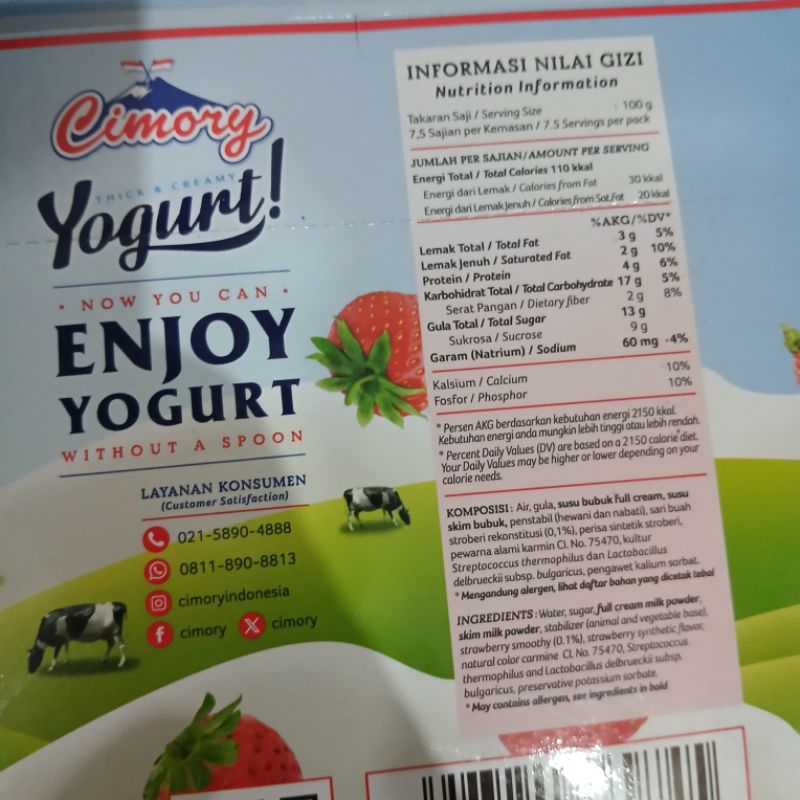 Cimory
THICK & CREAMY
Yogurt!
• NOW YOU CAN •
ENJOY
YOGURT
WITHOUT A SPOON
LAYANAN KONSUMEN
(Customer Satisfaction)
021-5890-4888
0811-890-8813
cimoryindonesia
cimory cimory
INFORMASI NILAI GIZI
Nutrition Information
Takaran Saji / Serving Size : 100 g
7,5 Sajian per Kemasan / 7.5 Servings per pack
JUMLAH PER SAJIAN/AMOUNT PER SERVING
Energi Total / Total Calories 110 kkal
Energi dari Lemak / Calories from Fat 30 kkal
Energi dari Lemak Jenuh / Calories from Sat.Fat 20 kkal
%AKG/%DV*
Lemak Total / Total Fat 3 g 5%
Lemak Jenuh / Saturated Fat 2 g 10%
Protein / Protein 4 g 6%
Karbohidrat Total / Total Carbohydrate 17 g 5%
Serat Pangan / Dietary fiber 2 g 8%
Gula Total / Total Sugar 13 g
Sukrosa / Sucrose 9 g
Garam (Natrium) / Sodium 60 mg 4%
Kalsium / Calcium 10%
Fosfor / Phosphor 10%
* Persen AKG berdasarkan kebutuhan energi 2150 kkal.
Kebutuhan energi anda mungkin lebih tinggi atau lebih rendah.
* Percent Daily Values (DV) are based on a 2150 calorie diet.
Your Daily Values may be higher or lower depending on your
calorie needs.
KOMPOSISI : Air, gula, susu bubuk full cream, susu
skim bubuk, penstabil (hewani dan nabati), sari buah
stroberi rekonstitusi (0,1%), perisa sintetik stroberi,
pewarna alami karmin CI. No. 75470, kultur
Streptococcus thermophilus dan Lactobacillus
delbrueckii subsp. bulgaricus, pengawet kalium sorbat.
* Mengandung alergen, lihat daftar bahan yang dicetak tebal
INGREDIENTS : Water, sugar, full cream milk powder,
skim milk powder, stabilizer (animal and vegetable base),
strawberry smoothy (0.1%), strawberry synthetic flavor,
natural color carmine CI. No. 75470, Streptococcus
thermophilus and Lactobacillus delbrueckii subsp.
bulgaricus, preservative potassium sorbate.
* May contains allergen, see ingredients in bold